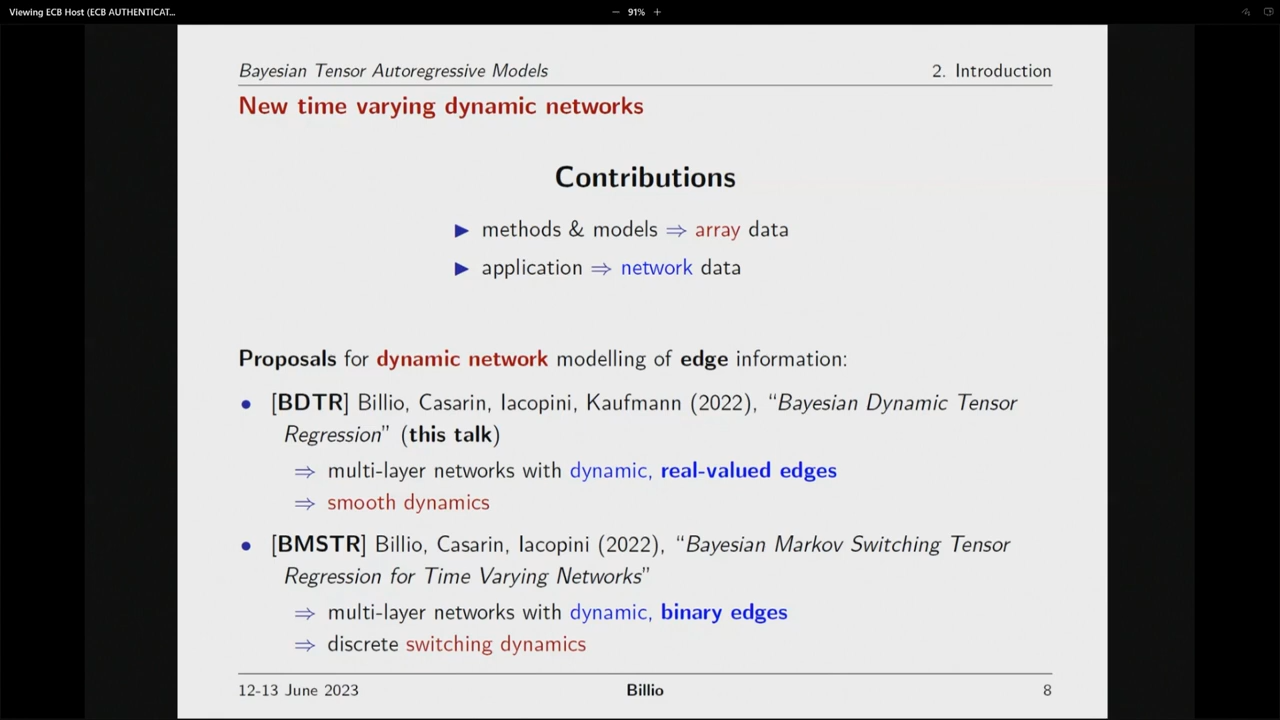 Viewing ECB Host (ECB AUTHENTICAT...
− 91% +
Bayesian Tensor Autoregressive Models 2. Introduction
New time varying dynamic networks
Contributions
▶ methods & models ⇒ array data
▶ application ⇒ network data
Proposals for dynamic network modelling of edge information:
• [BDTR] Billio, Casarin, Iacopini, Kaufmann (2022), “Bayesian Dynamic Tensor
Regression” (this talk)
⇒ multi-layer networks with dynamic, real-valued edges
⇒ smooth dynamics
• [BMSTR] Billio, Casarin, Iacopini (2022), “Bayesian Markov Switching Tensor
Regression for Time Varying Networks”
⇒ multi-layer networks with dynamic, binary edges
⇒ discrete switching dynamics
12-13 June 2023 Billio 8